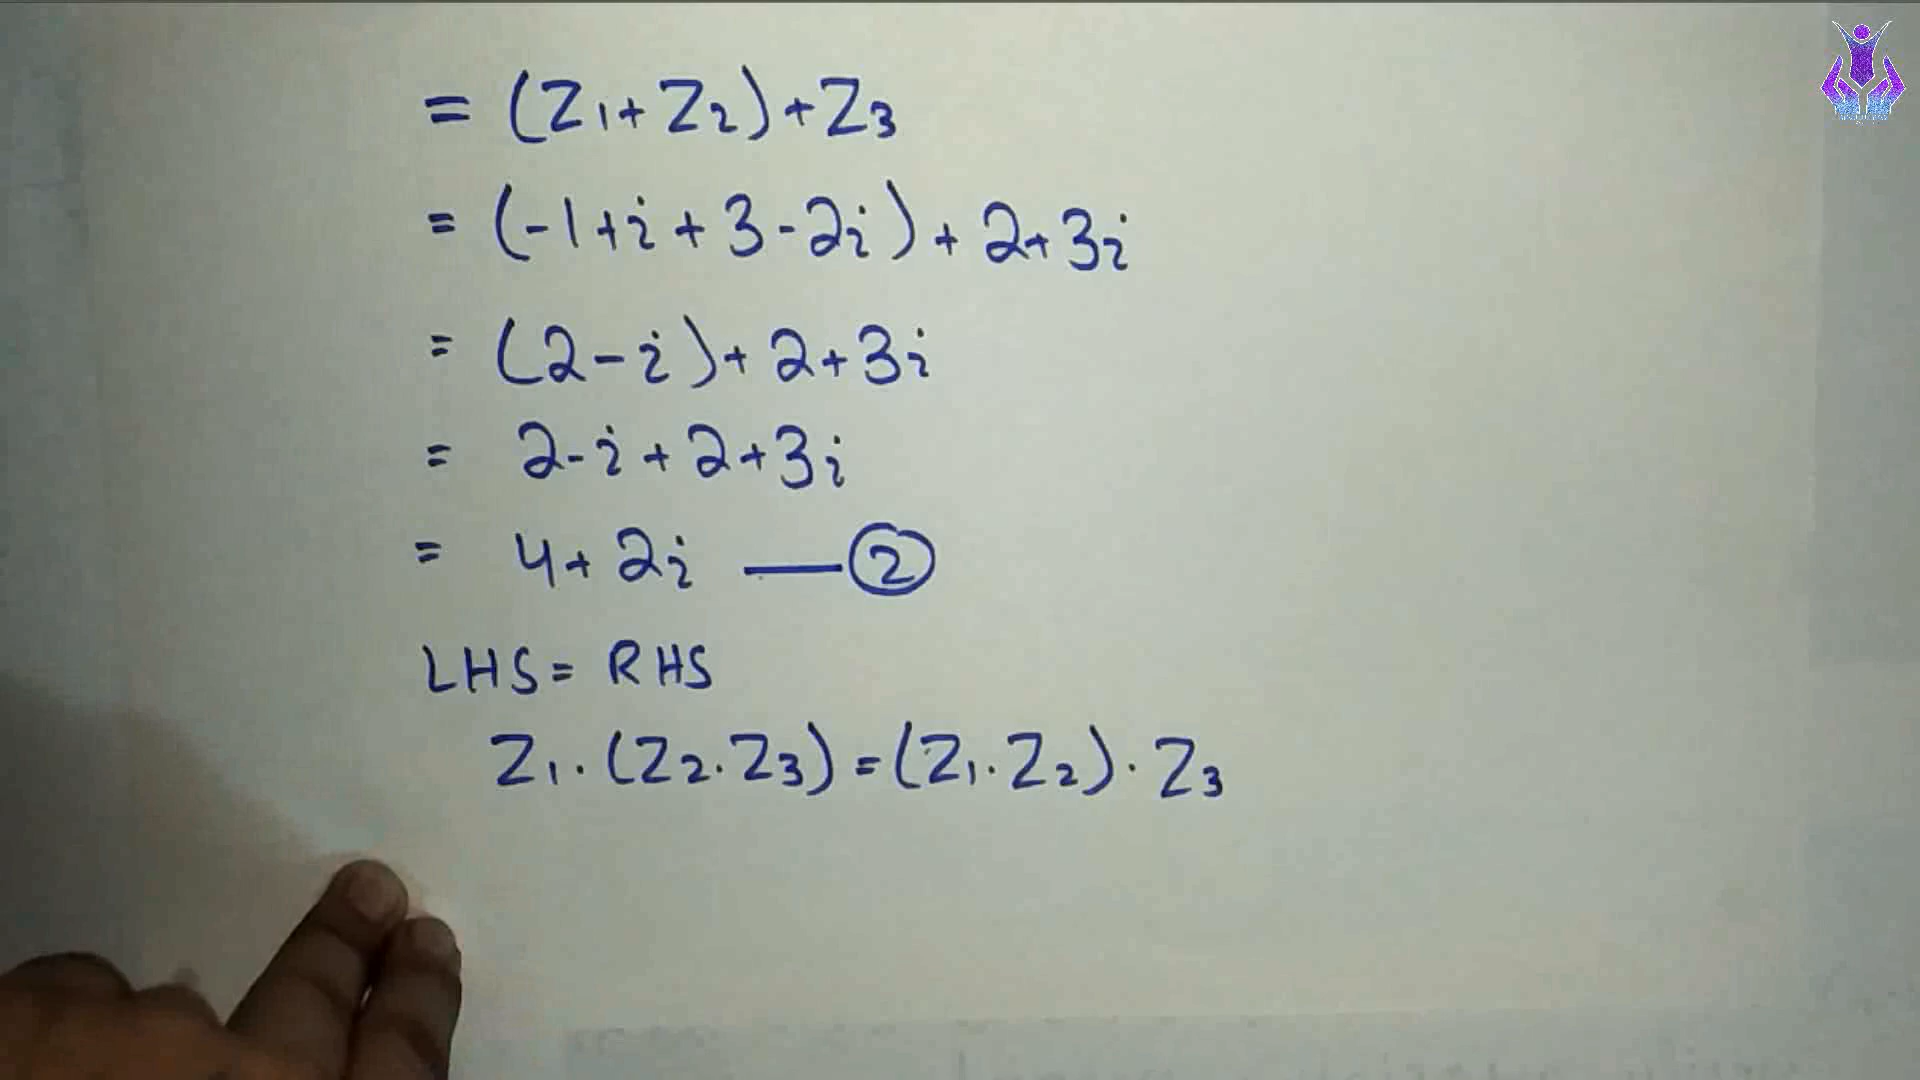 = (Z1+Z2)+Z3
= (-1+i+3-2i)+2+3i
= (2-i)+2+3i
= 2-i+2+3i
= 4+2i —②
LHS= RHS
Z1.(Z2.Z3)=(Z1.Z2).Z3